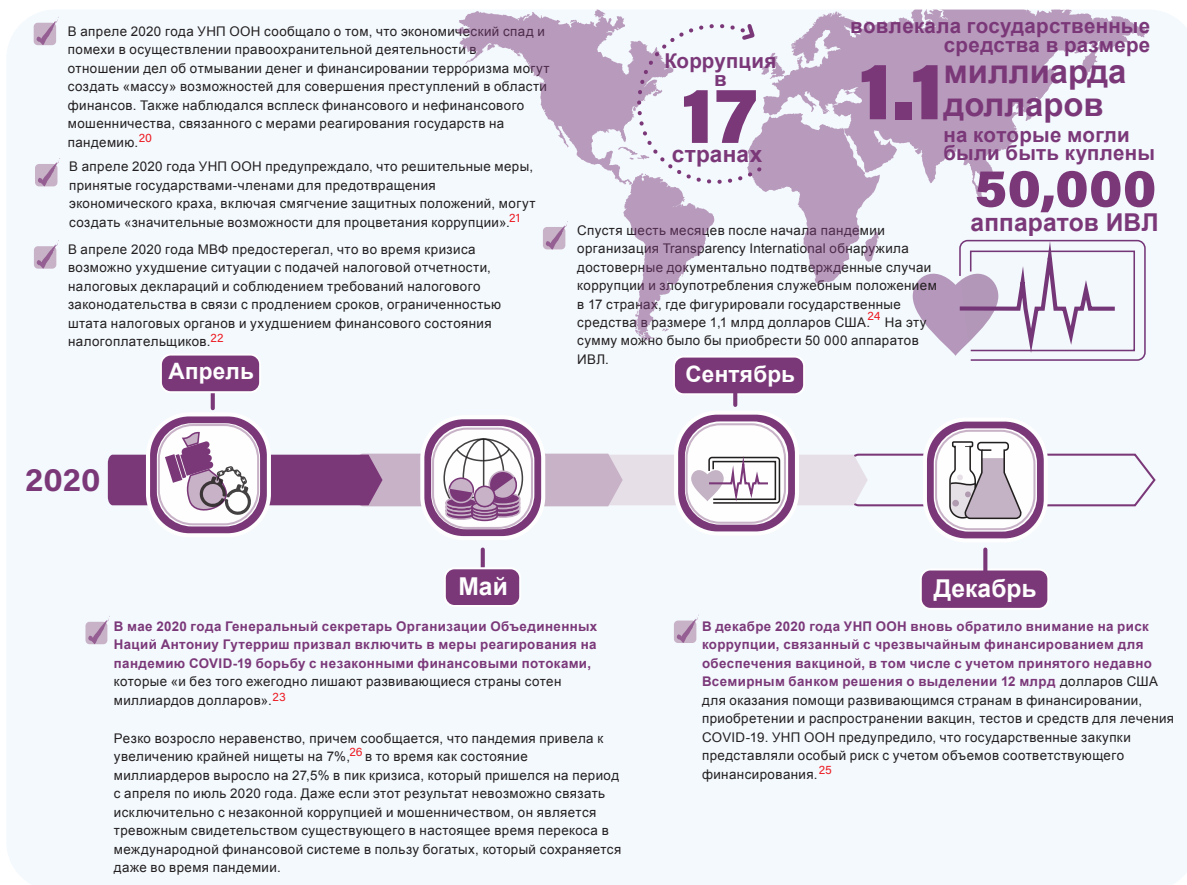 В апреле 2020 года УНП ООН сообщало о том, что экономический спад и
помехи в осуществлении правоохранительной деятельности в
отношении дел об отмывании денег и финансировании терроризма могут
создать «массу» возможностей для совершения преступлений в области
финансов. Также наблюдался всплеск финансового и нефинансового
мошенничества, связанного с мерами реагирования государств на
пандемию.20
В апреле 2020 года УНП ООН предупреждало, что решительные меры,
принятые государствами-членами для предотвращения
экономического краха, включая смягчение защитных положений, могут
создать «значительные возможности для процветания коррупции».21
В апреле 2020 года МВФ предостерегал, что во время кризиса
возможно ухудшение ситуации с подачей налоговой отчетности,
налоговых деклараций и соблюдением требований налогового
законодательства в связи с продлением сроков, ограниченностью
штата налоговых органов и ухудшением финансового состояния
налогоплательщиков.22
Коррупция
в
17
странах
вовлекала государственные
средства в размере
1.1 миллиарда
долларов
на которые могли
были быть куплены
50,000
аппаратов ИВЛ
Спустя шесть месяцев после начала пандемии
организация Transparency International обнаружила
достоверные документально подтвержденные случаи
коррупции и злоупотребления служебным положением
в 17 странах, где фигурировали государственные
средства в размере 1,1 млрд долларов США.24 На эту
сумму можно было бы приобрести 50 000 аппаратов
ИВЛ.
Апрель
Сентябрь
2020
Май
Декабрь
В мае 2020 года Генеральный секретарь Организации Объединенных
Наций Антониу Гутерриш призвал включить в меры реагирования на
пандемию COVID-19 борьбу с незаконными финансовыми потоками,
которые «и без того ежегодно лишают развивающиеся страны сотен
миллиардов долларов».23
Резко возросло неравенство, причем сообщается, что пандемия привела к
увеличению крайней нищеты на 7%,26 в то время как состояние
миллиардеров выросло на 27,5% в пик кризиса, который пришелся на период
с апреля по июль 2020 года. Даже если этот результат невозможно связать
исключительно с незаконной коррупцией и мошенничеством, он является
тревожным свидетельством существующего в настоящее время перекоса в
международной финансовой системе в пользу богатых, который сохраняется
даже во время пандемии.
В декабре 2020 года УНП ООН вновь обратило внимание на риск
коррупции, связанный с чрезвычайным финансированием для
обеспечения вакциной, в том числе с учетом принятого недавно
Всемирным банком решения о выделении 12 млрд долларов США
для оказания помощи развивающимся странам в финансировании,
приобретении и распространении вакцин, тестов и средств для лечения
COVID-19. УНП ООН предупредило, что государственные закупки
представляли особый риск с учетом объемов соответствующего
финансирования.25